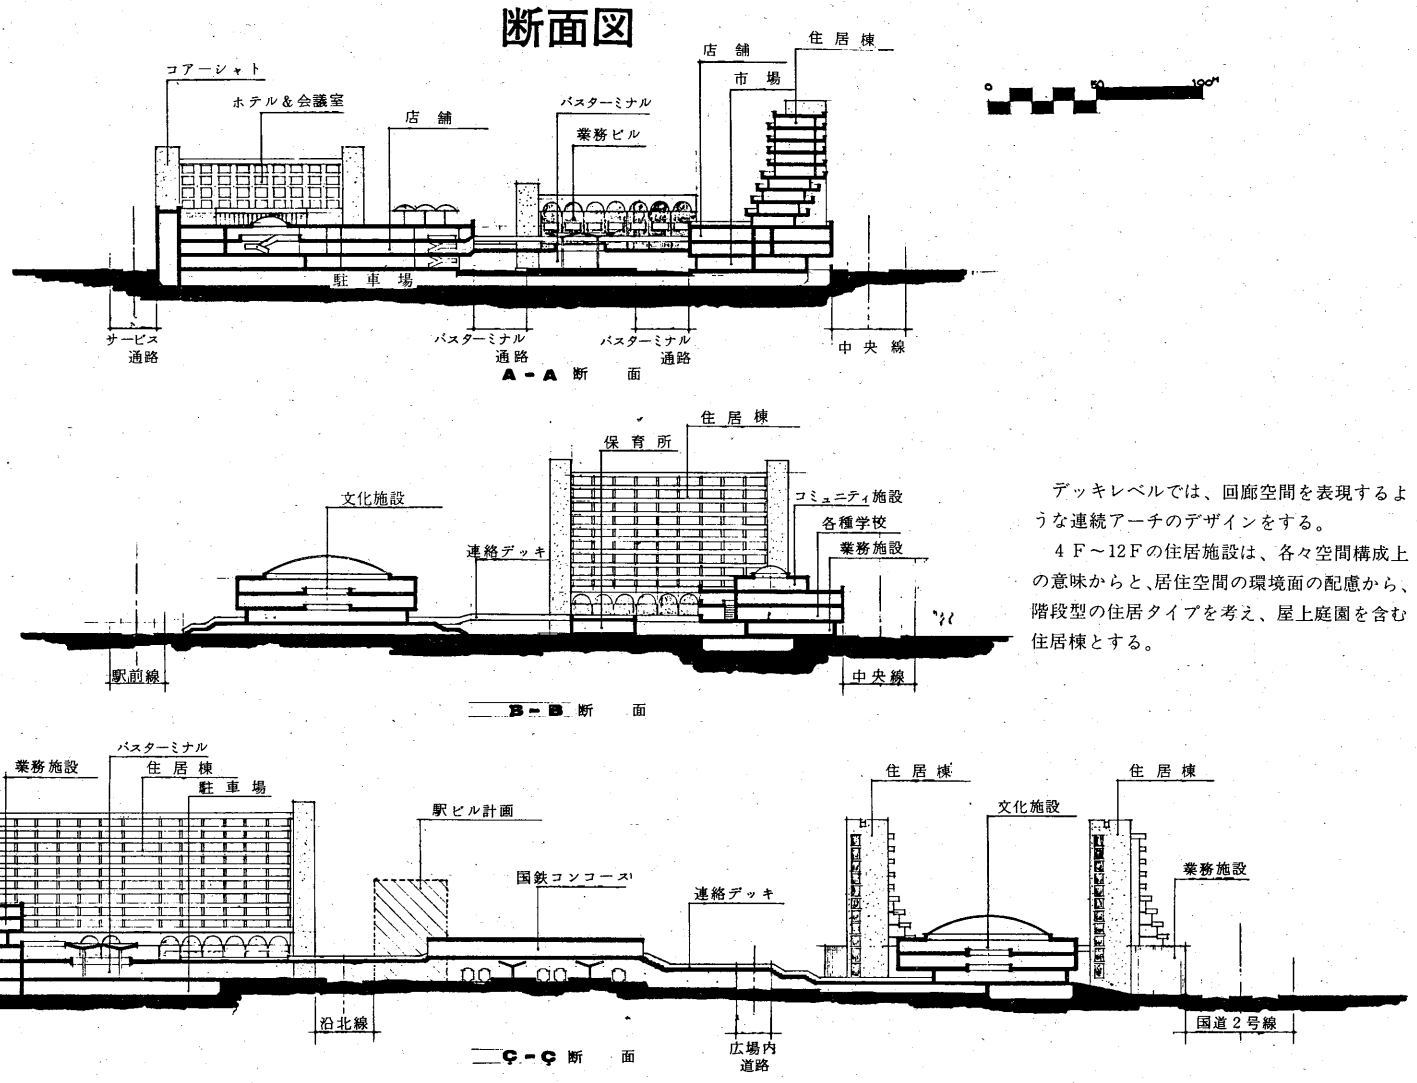 断面図
コアーシャト
ホテル&会議室
店舗
バスターミナル
業務ビル
店舗
市場
住居棟
0 50 100M
駐車場
サービス
通路
バスターミナル
通路
バスターミナル
通路
中央線
A-A 断面
文化施設
連絡デッキ
保育所
住居棟
コミュニティ施設
各種学校
業務施設
駅前線
中央線
B-B 断面
デッキレベルでは、回廊空間を表現するよ
うな連続アーチのデザインをする。
4F~12Fの住居施設は、各々空間構成上
の意味からと、居住空間の環境面の配慮から、
階段型の住居タイプを考え、屋上庭園を含む
住居棟とする。
業務施設
バスターミナル
住居棟
駐車場
駅ビル計画
国鉄コンコース
連絡デッキ
住居棟
文化施設
住居棟
業務施設
沿北線
広場内
道路
国道2号線
C-C 断面